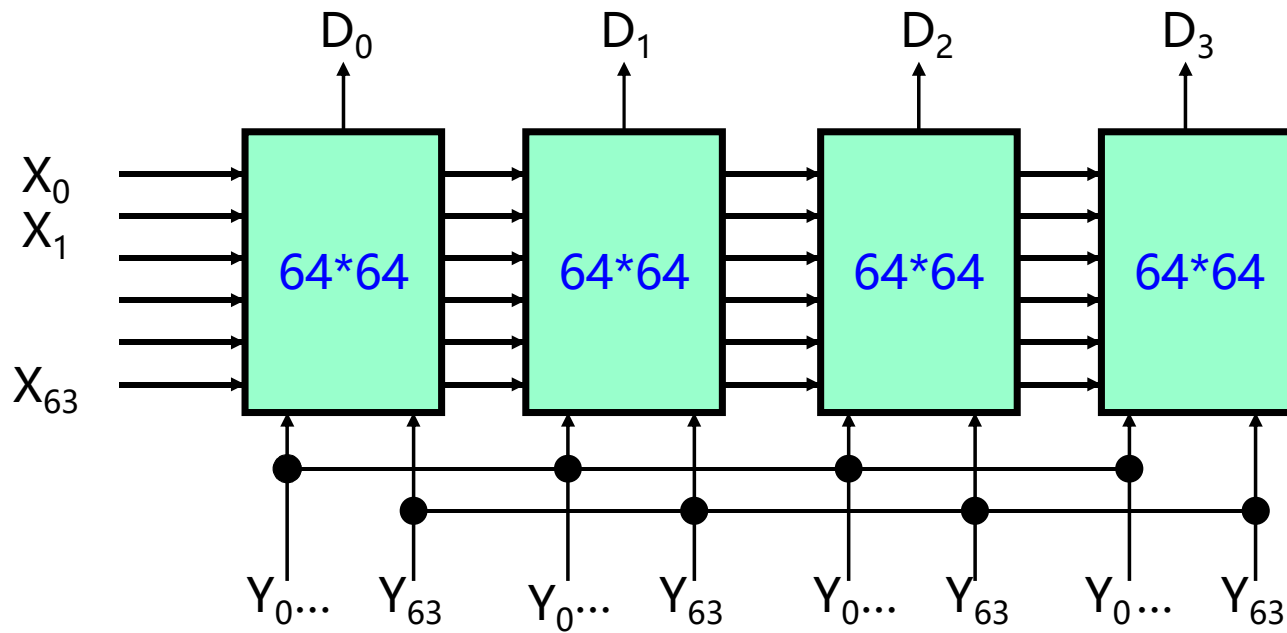 D₀ D₁ D₂ D₃
X₀
X₁
64*64 64*64 64*64 64*64
X₆₃
Y₀... Y₆₃ Y₀... Y₆₃ Y₀... Y₆₃ Y₀... Y₆₃